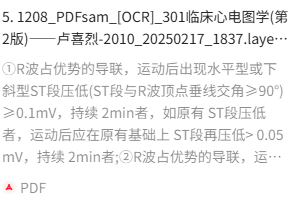 5. 1208_PDFsam_[OCR]_301临床心电图学(第
2版)——卢喜烈-2010_20250217_1837.laye…
①R波占优势的导联，运动后出现水平型或下
斜型ST段压低(ST段与R波顶点垂线交角≥90°)
≥0.1mV，持续 2min者，如原有 ST段压低
者，运动后应在原有基础上 ST段再压低> 0.05
mV，持续 2min者;②R波占优势的导联，运…
PDF